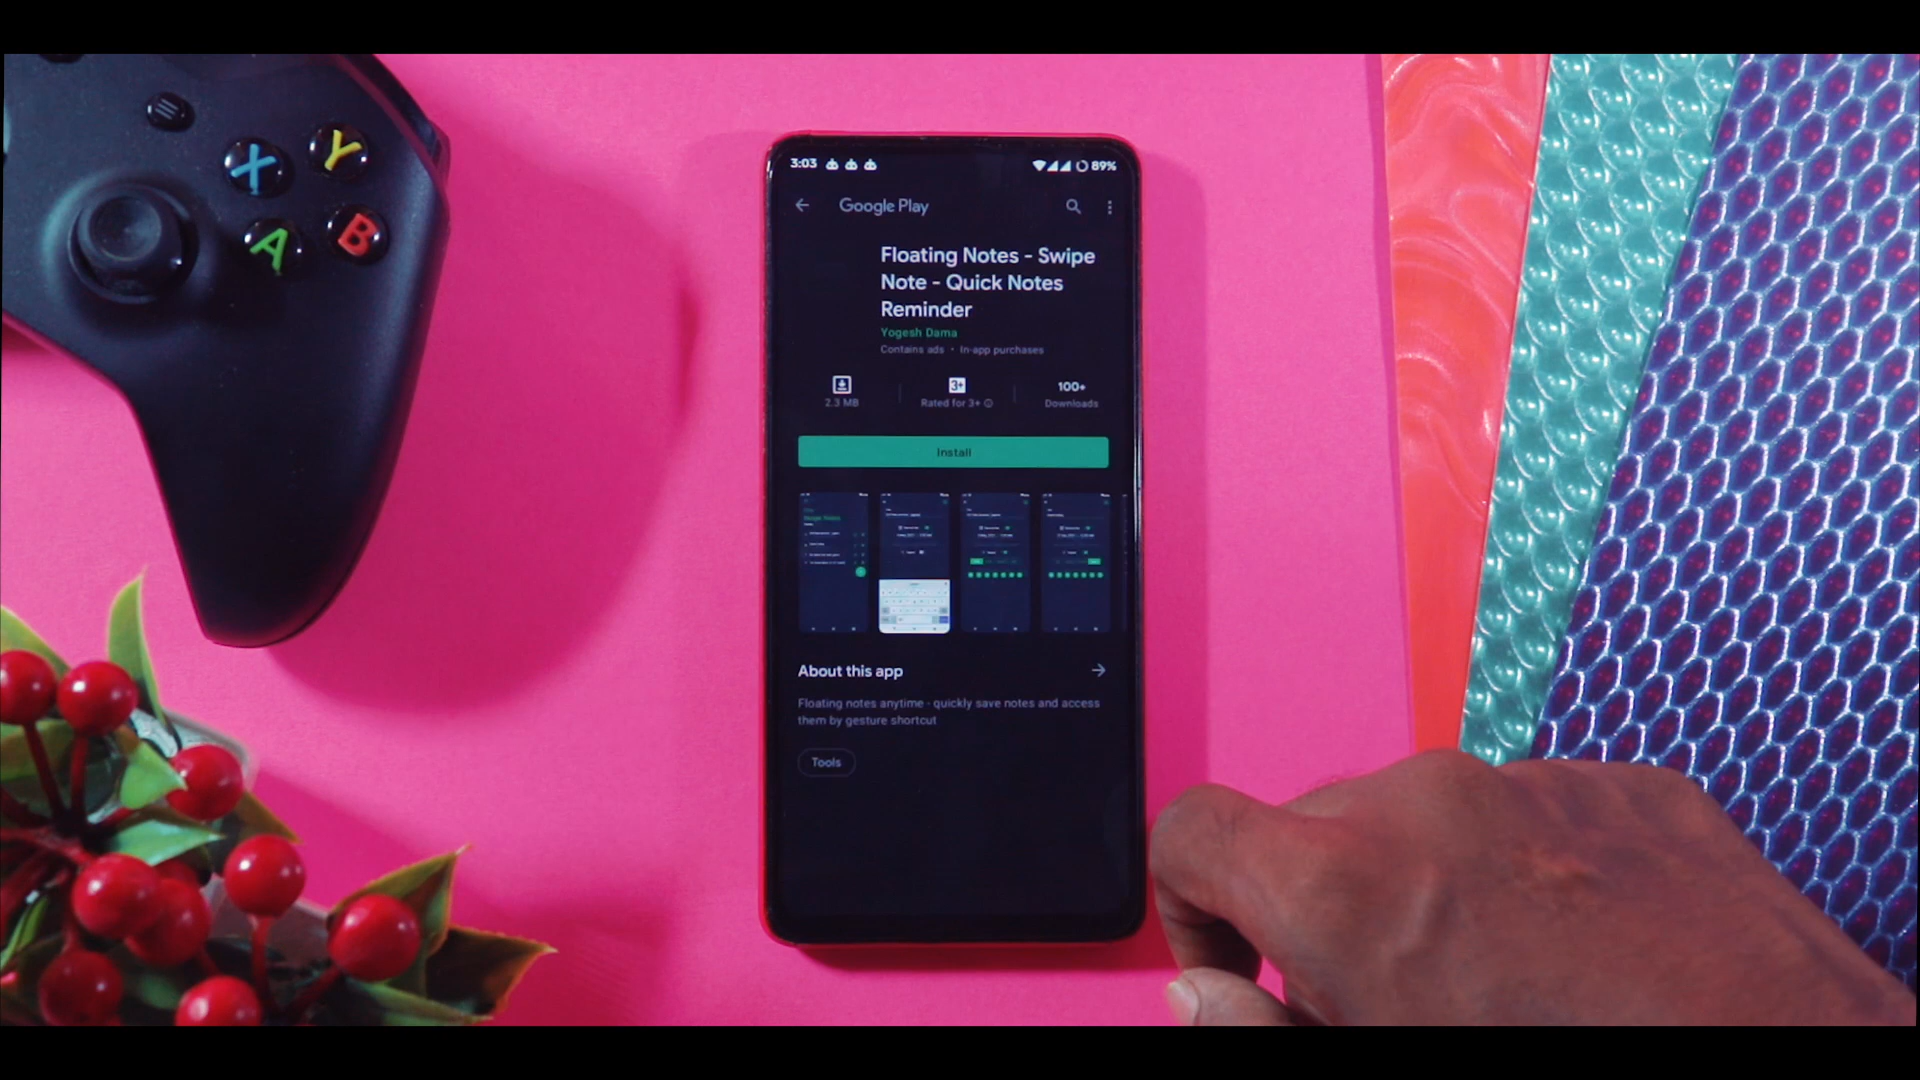 X
Y
A
B
3:03
89%
Google Play
Floating Notes - Swipe
Note - Quick Notes
Reminder
Yogesh Dama
Contains ads • In-app purchases
3+
100+
2.3 MB
Rated for 3+
Downloads
Install
About this app
Floating notes anytime - quickly save notes and access
them by gesture shortcut
Tools